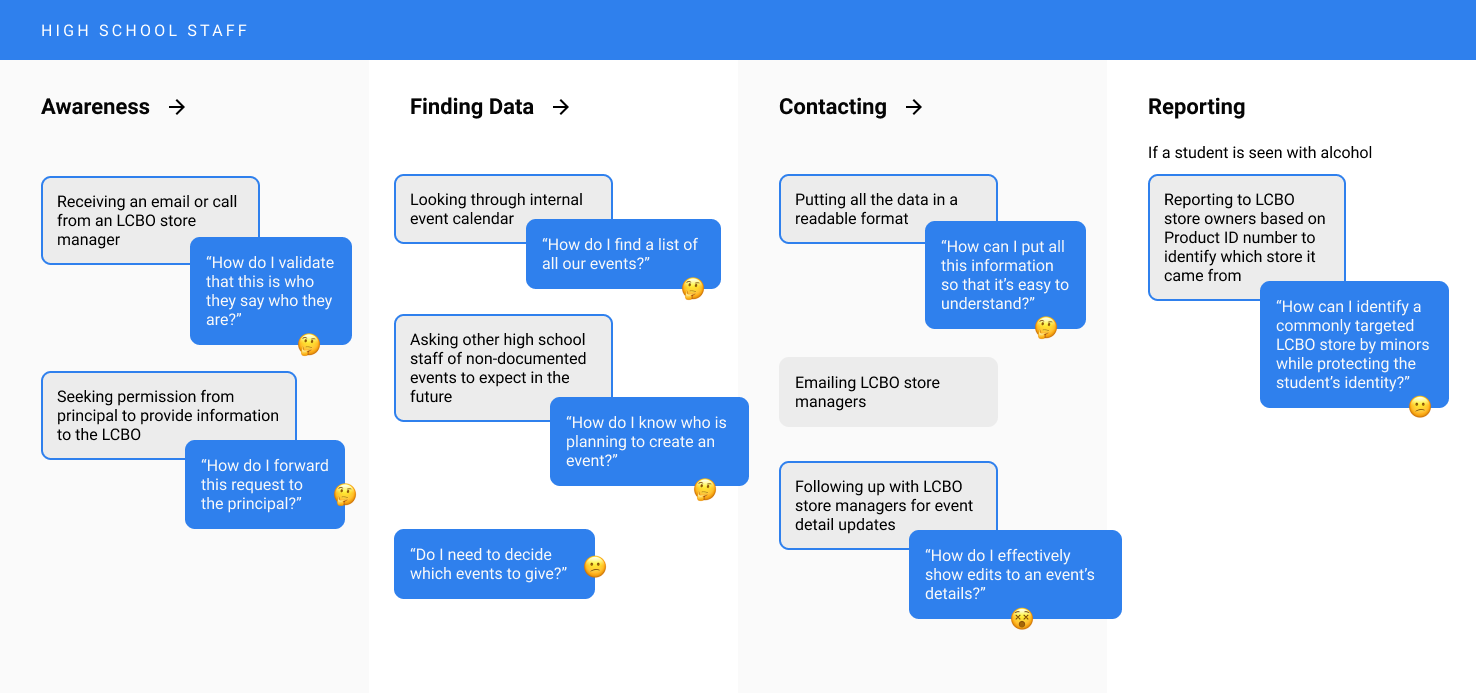 HIGH SCHOOL STAFF
Awareness →
Receiving an email or call
from an LCBO store
manager
“How do I validate
that this is who
they say who they
are?”
Seeking permission from
principal to provide information
to the LCBO
“How do I forward
this request to
the principal?”
Finding Data →
Looking through internal
event calendar
“How do I find a list of
all our events?”
Asking other high school
staff of non-documented
events to expect in the
future
“How do I know who is
planning to create an
event?”
“Do I need to decide
which events to give?”
Contacting →
Putting all the data in a
readable format
“How can I put all
this information
so that it’s easy to
understand?”
Emailing LCBO store
managers
Following up with LCBO
store managers for event
detail updates
“How do I effectively
show edits to an event’s
details?”
Reporting
If a student is seen with alcohol
Reporting to LCBO
store owners based on
Product ID number to
identify which store it
came from
“How can I identify a
commonly targeted
LCBO store by minors
while protecting the
student’s identity?”